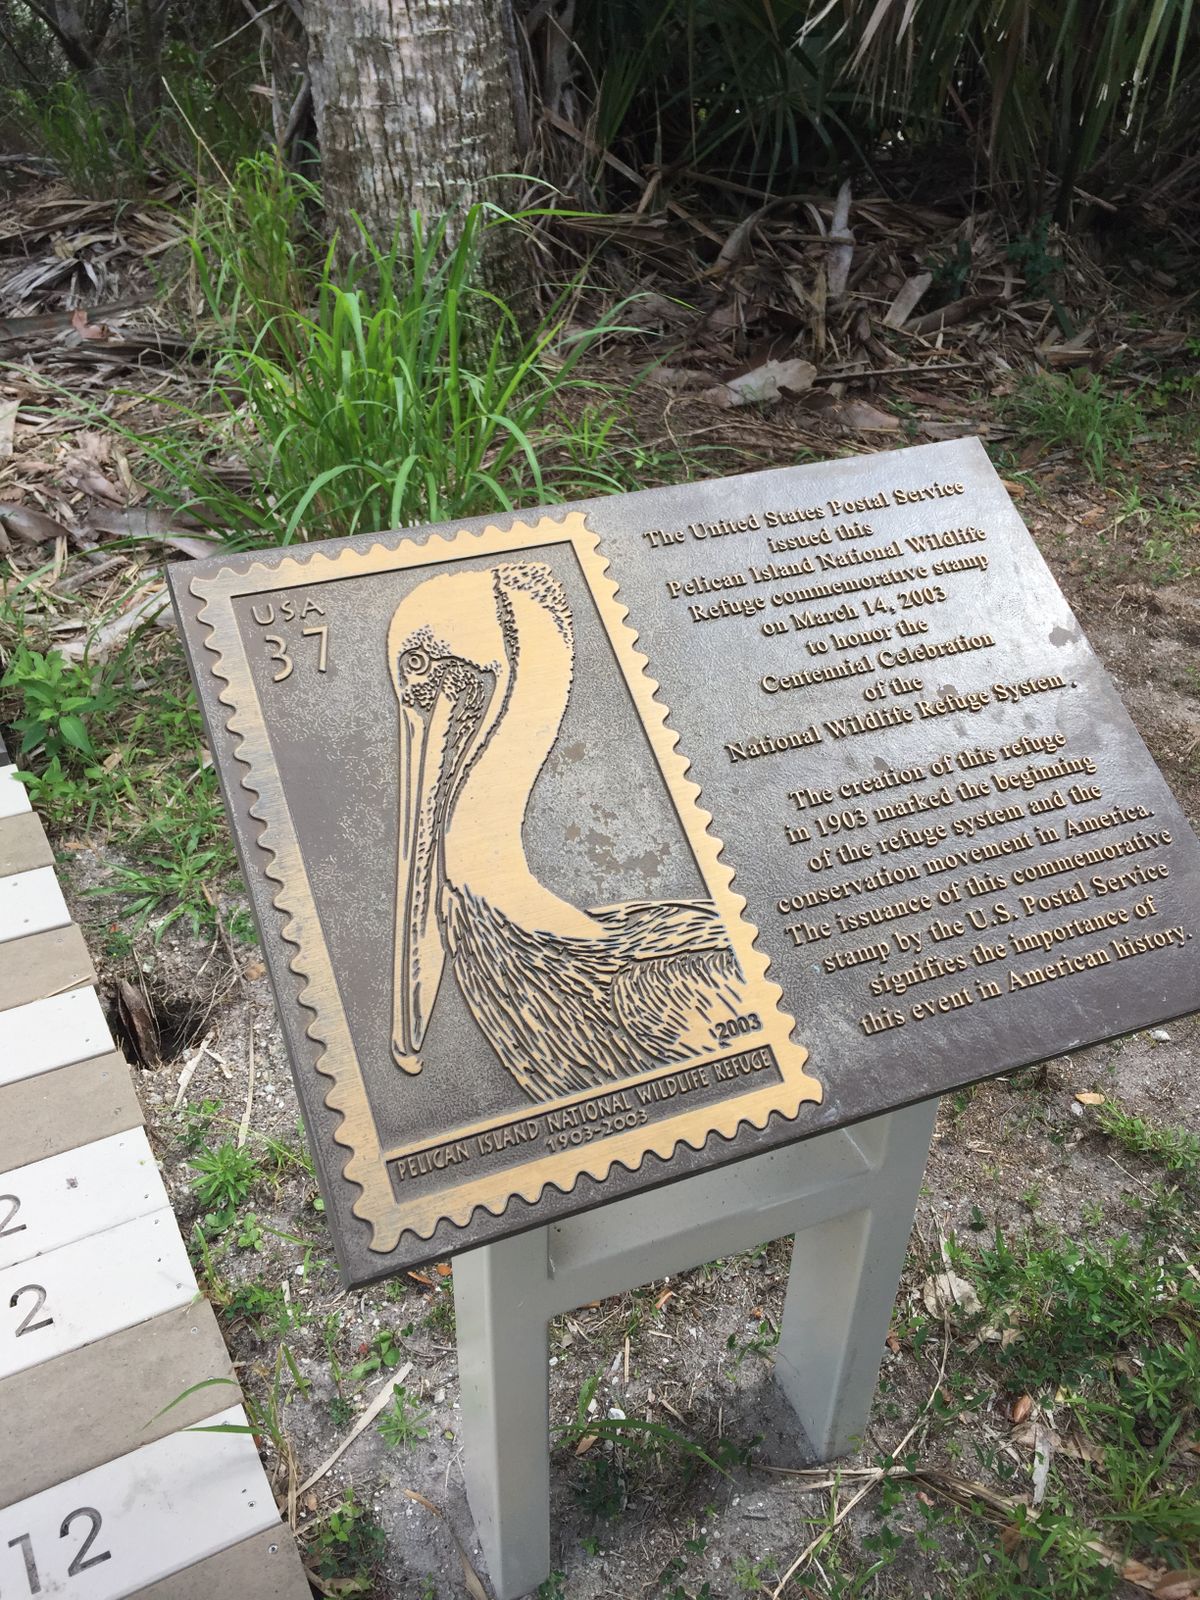 USA
37
2003
PELICAN ISLAND NATIONAL WILDLIFE REFUGE
1903-2003
The United States Postal Service
issued this
Pelican Island National Wildlife
Refuge commemorative stamp
on March 14, 2003
to honor the
Centennial Celebration
of the
National Wildlife Refuge System.
The creation of this refuge
in 1903 marked the beginning
of the refuge system and the
conservation movement in America.
The issuance of this commemorative
stamp by the U.S. Postal Service
signifies the importance of
this event in American history.
2
2
12